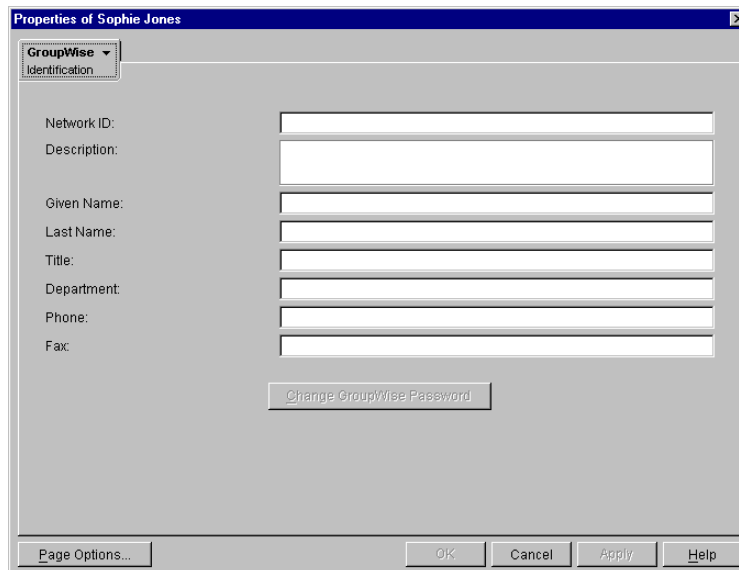 Properties of Sophie Jones
GroupWise
Identification
Network ID:
Description:
Given Name:
Last Name:
Title:
Department:
Phone:
Fax:
Change GroupWise Password
Page Options...
OK Cancel Apply Help